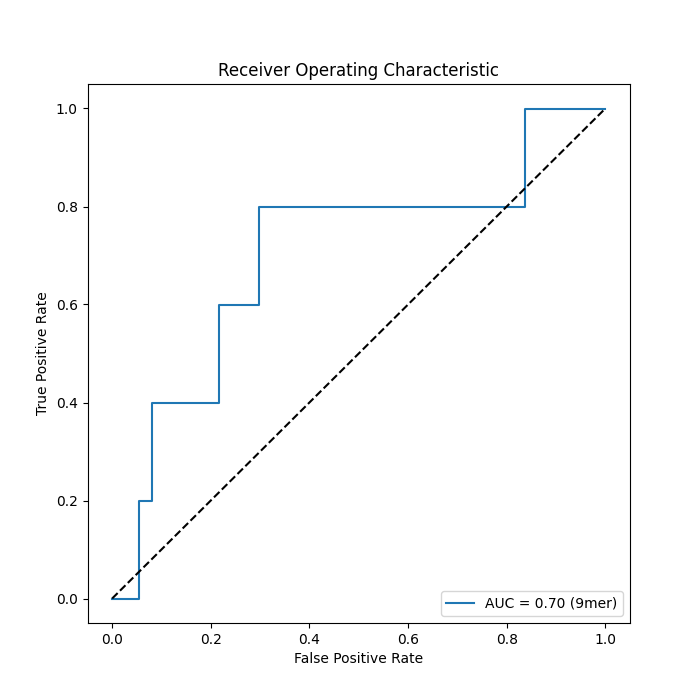 Receiver Operating Characteristic
1.0
0.8
0.6
0.4
0.2
0.0
True Positive Rate
AUC = 0.70 (9mer)
0.0 0.2 0.4 0.6 0.8 1.0
False Positive Rate